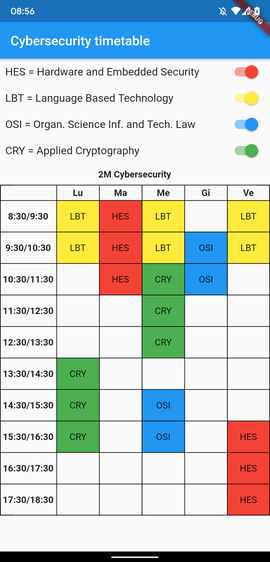 08:56
DEBUG
Cybersecurity timetable
HES = Hardware and Embedded Security
LBT = Language Based Technology
OSI = Organ. Science Inf. and Tech. Law
CRY = Applied Cryptography
2M Cybersecurity
Lu Ma Me Gi Ve
8:30/9:30 LBT HES LBT LBT
9:30/10:30 LBT HES LBT OSI LBT
10:30/11:30 HES CRY OSI
11:30/12:30 CRY
12:30/13:30 CRY
13:30/14:30 CRY
14:30/15:30 CRY OSI
15:30/16:30 CRY OSI HES
16:30/17:30 HES
17:30/18:30 HES